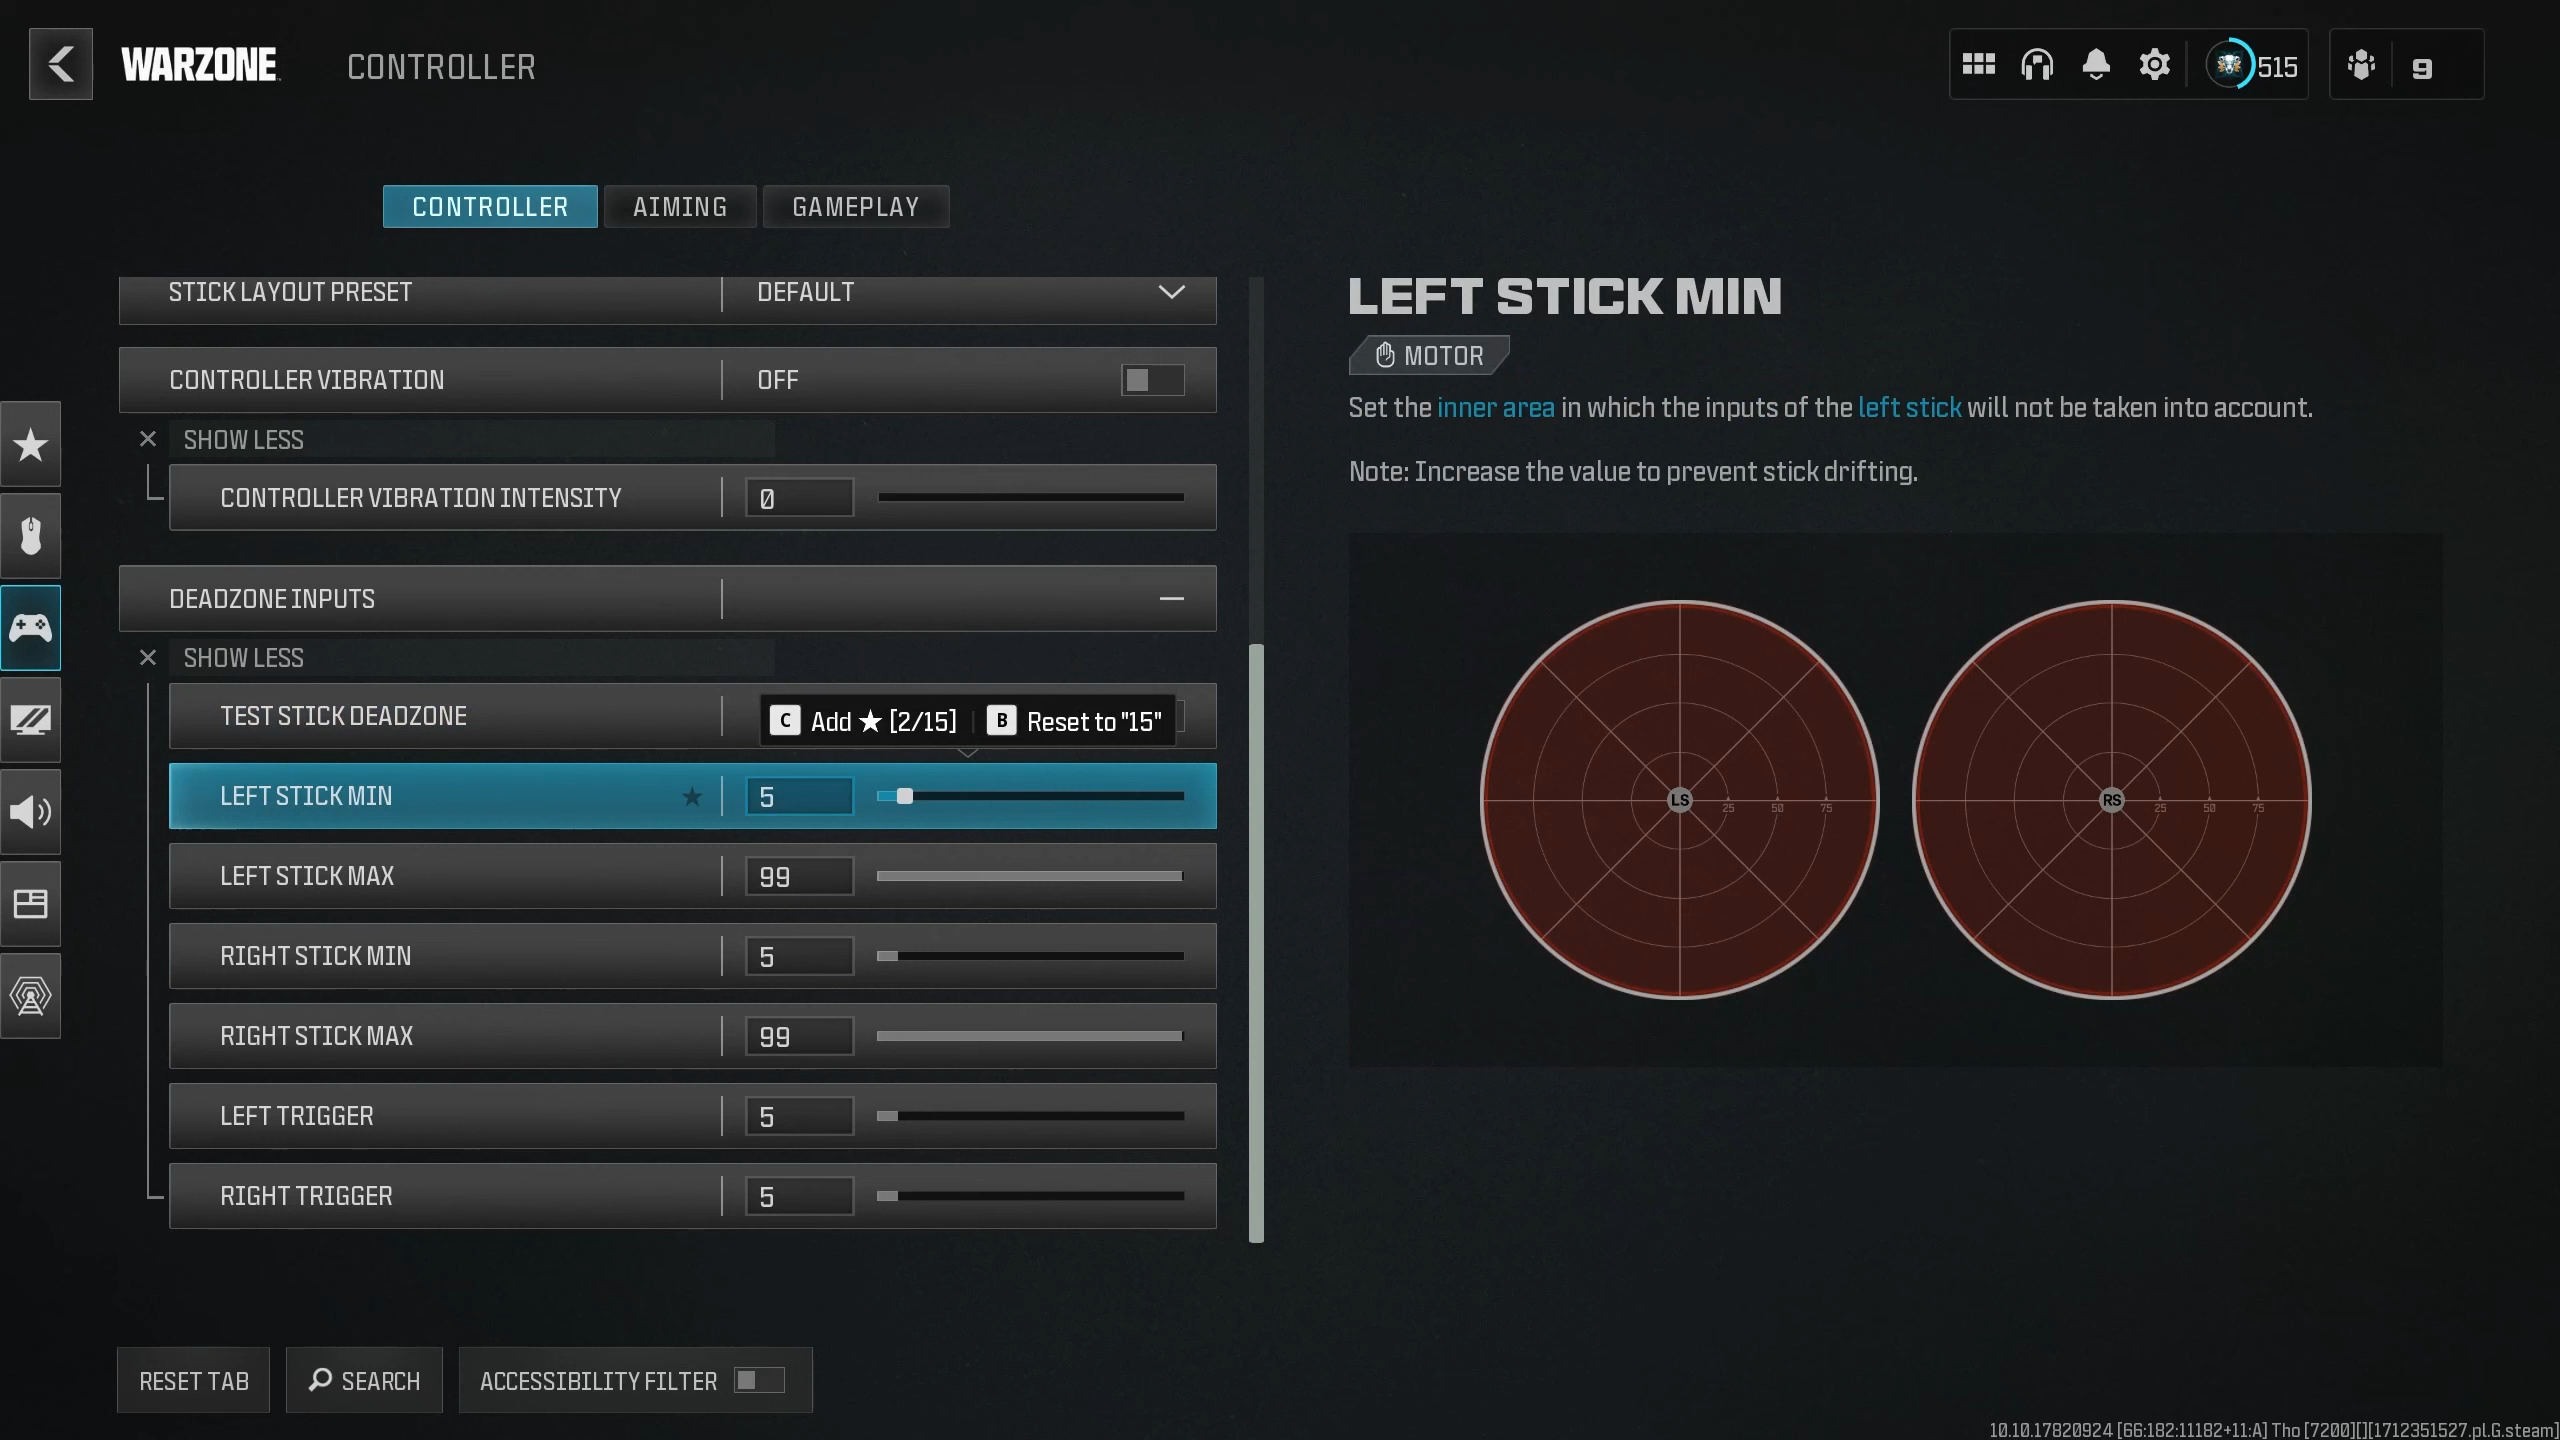 WARZONE
CONTROLLER
515
9
CONTROLLER
AIMING
GAMEPLAY
STICK LAYOUT PRESET
DEFAULT
CONTROLLER VIBRATION
OFF
SHOW LESS
CONTROLLER VIBRATION INTENSITY
0
DEADZONE INPUTS
SHOW LESS
TEST STICK DEADZONE
C Add ★ [2/15] B Reset to "15"
LEFT STICK MIN
5
LEFT STICK MAX
99
RIGHT STICK MIN
5
RIGHT STICK MAX
99
LEFT TRIGGER
5
RIGHT TRIGGER
5
LEFT STICK MIN
MOTOR
Set the inner area in which the inputs of the left stick will not be taken into account.
Note: Increase the value to prevent stick drifting.
LS 25 50 75
RS 25 50 75
RESET TAB
SEARCH
ACCESSIBILITY FILTER
10.10.17820924 [66:182:11182+11:A] Tho [7200][][1712351527.pl.G.steam]